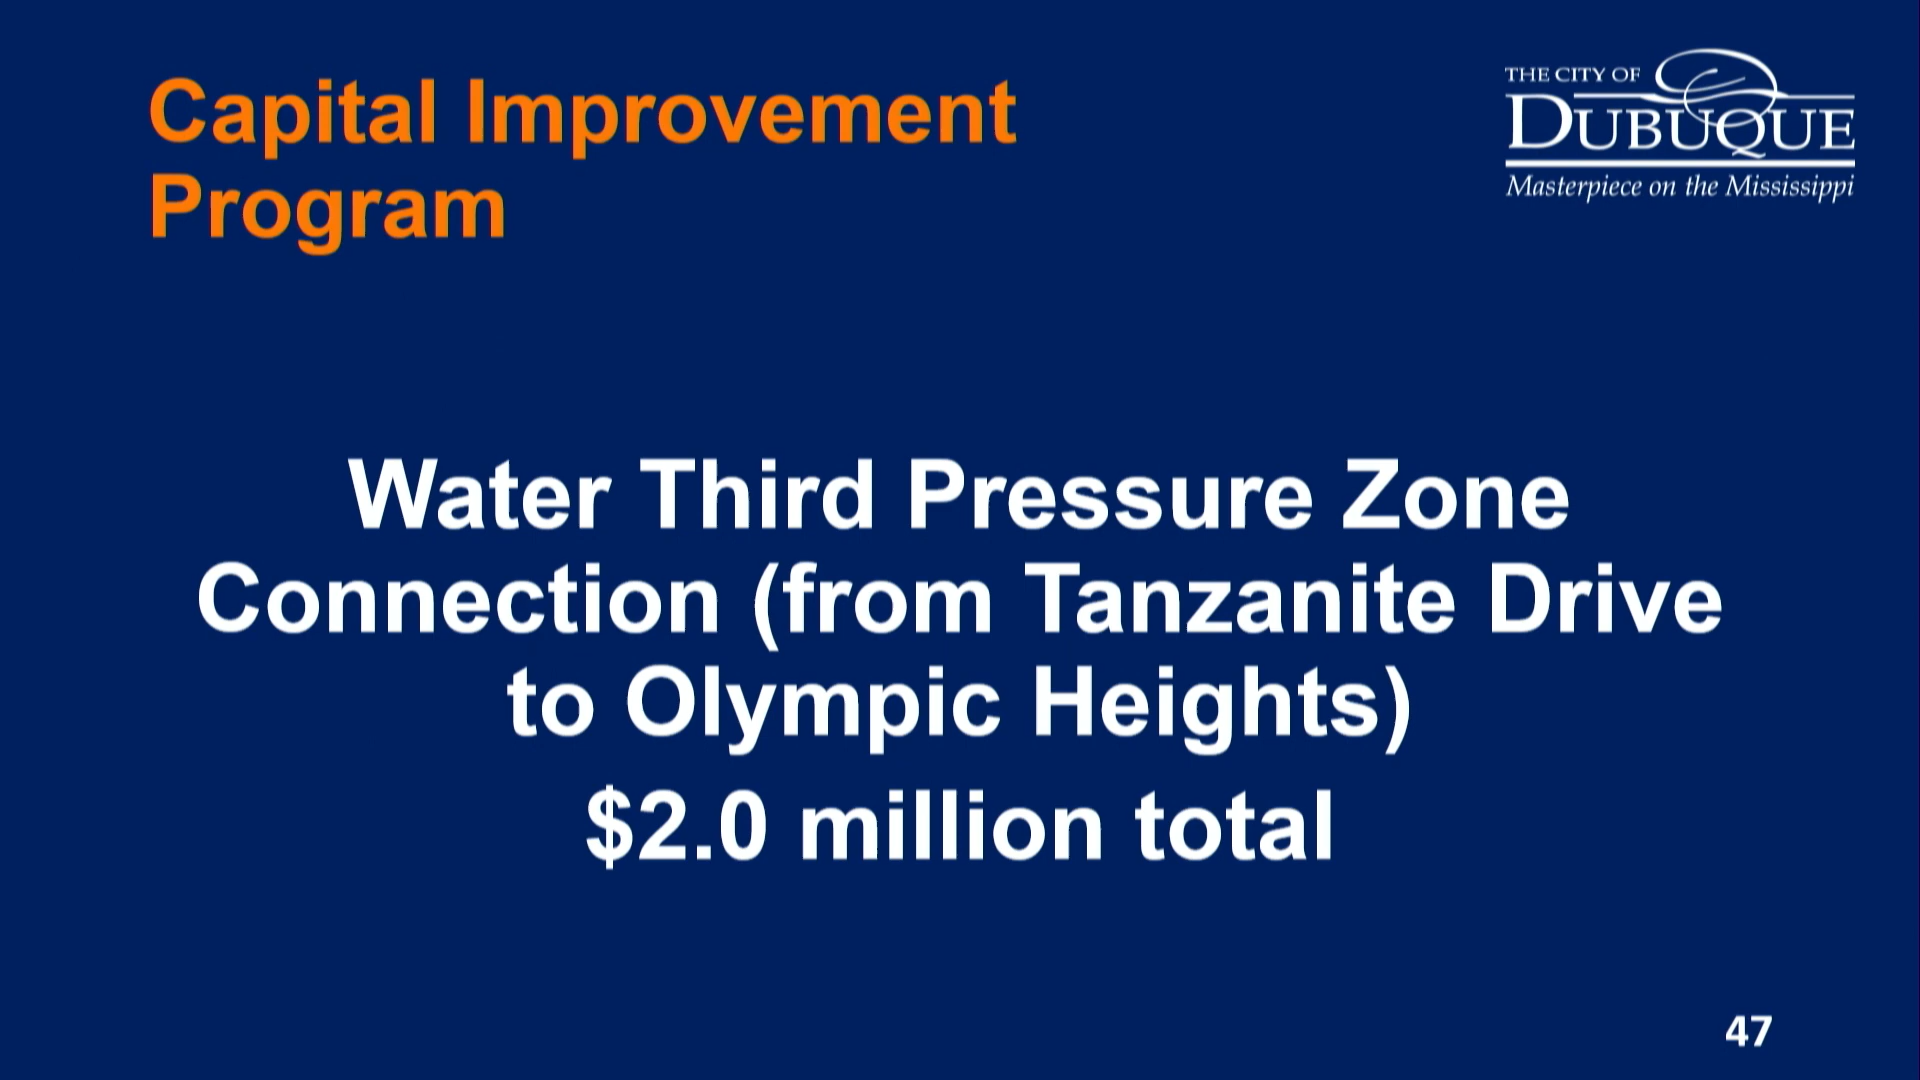 Capital Improvement
Program
THE CITY OF
DUBUQUE
Masterpiece on the Mississippi
Water Third Pressure Zone
Connection (from Tanzanite Drive
to Olympic Heights)
$2.0 million total
47